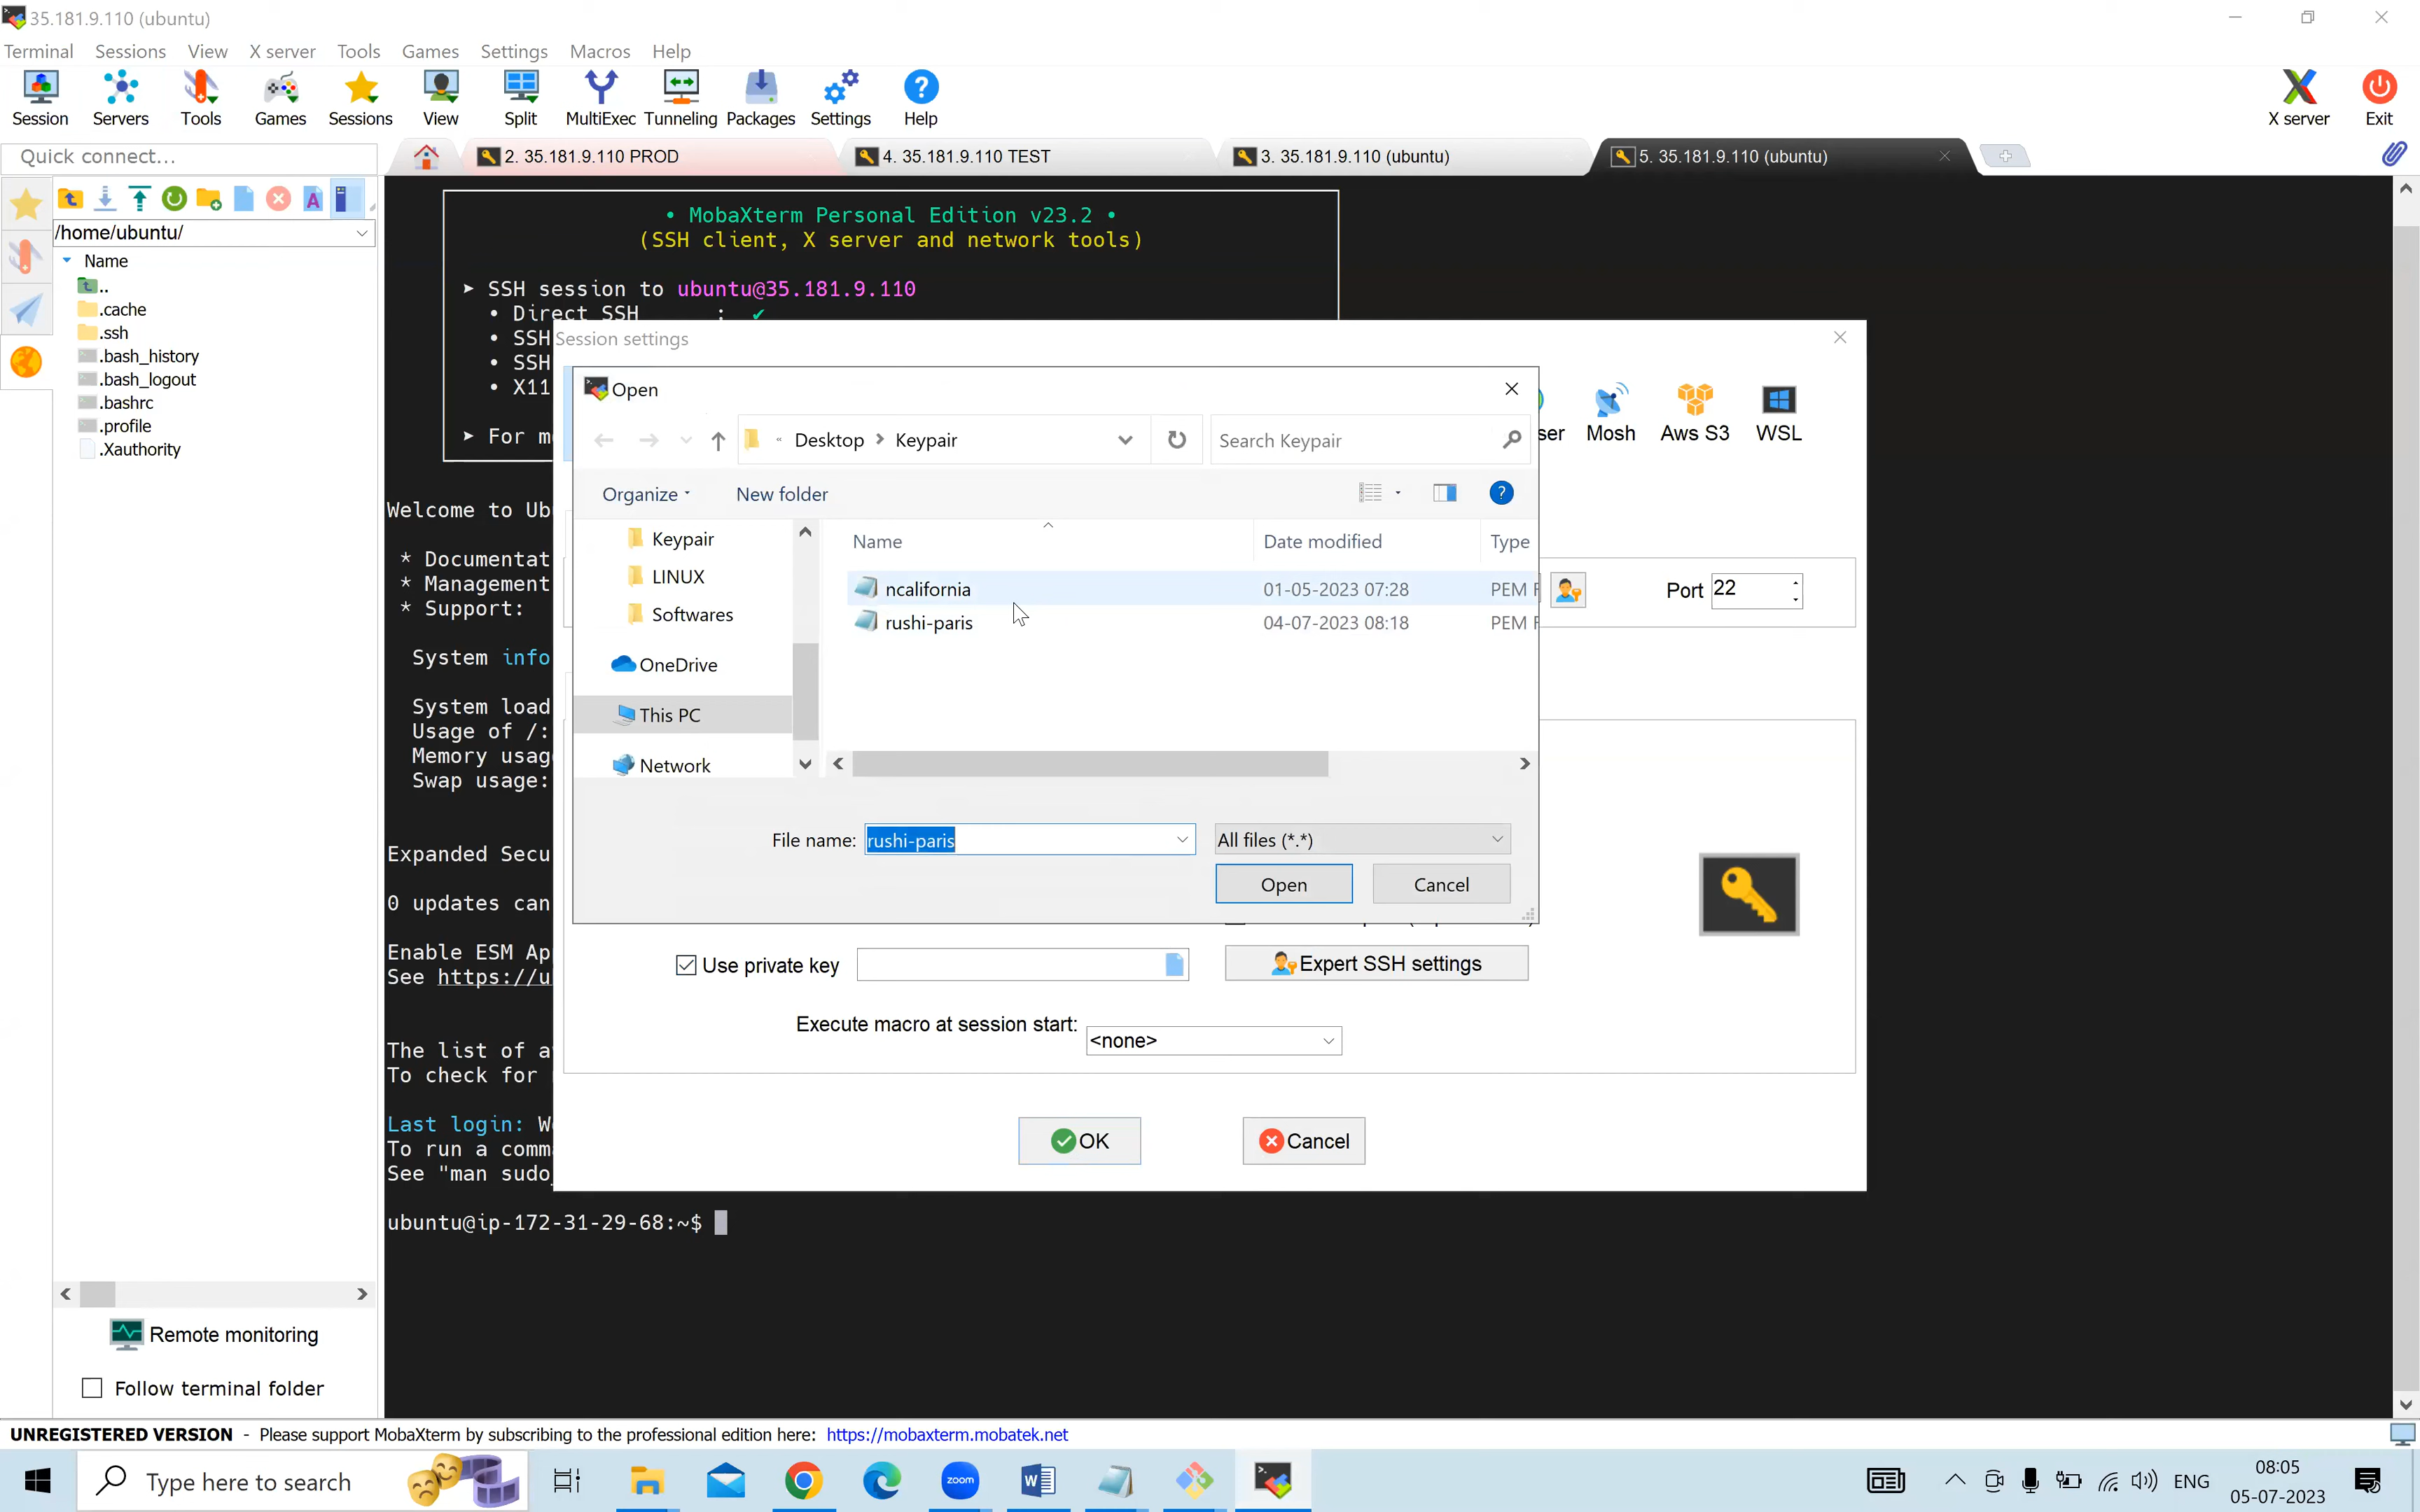 35.181.9.110 (ubuntu)
Terminal Sessions View X server Tools Games Settings Macros Help
Session Servers Tools Games Sessions View Split MultiExec Tunneling Packages Settings Help X server Exit
Quick connect...
2. 35.181.9.110 PROD
4. 35.181.9.110 TEST
3. 35.181.9.110 (ubuntu)
5. 35.181.9.110 (ubuntu)
/home/ubuntu/
Name
..
.cache
.ssh
.bash_history
.bash_logout
.bashrc
.profile
.Xauthority
Remote monitoring
Follow terminal folder
• MobaXterm Personal Edition v23.2 •
(SSH client, X server and network tools)
➤ SSH session to ubuntu@35.181.9.110
• Direct SSH : ✔
• SSH
• SSH
• X11
➤ For m
Welcome to Ub
* Documentat
* Management
* Support:
System info
System load
Usage of /:
Memory usag
Swap usage:
Expanded Secu
0 updates can
Enable ESM Ap
See https://u
The list of a
To check for
Last login: W
To run a comm
See "man sudo_
ubuntu@ip-172-31-29-68:~$
Session settings
Mosh Aws S3 WSL
ser
Port 22
Open
« Desktop > Keypair
Search Keypair
Organize New folder
Keypair
LINUX
Softwares
OneDrive
This PC
Network
Name Date modified Type
ncalifornia 01-05-2023 07:28 PEM F
rushi-paris 04-07-2023 08:18 PEM F
File name: rushi-paris All files (*.*)
Open Cancel
Use private key
Expert SSH settings
Execute macro at session start: <none>
OK Cancel
UNREGISTERED VERSION - Please support MobaXterm by subscribing to the professional edition here: https://mobaxterm.mobatek.net
Type here to search
zoom
ENG
08:05
05-07-2023